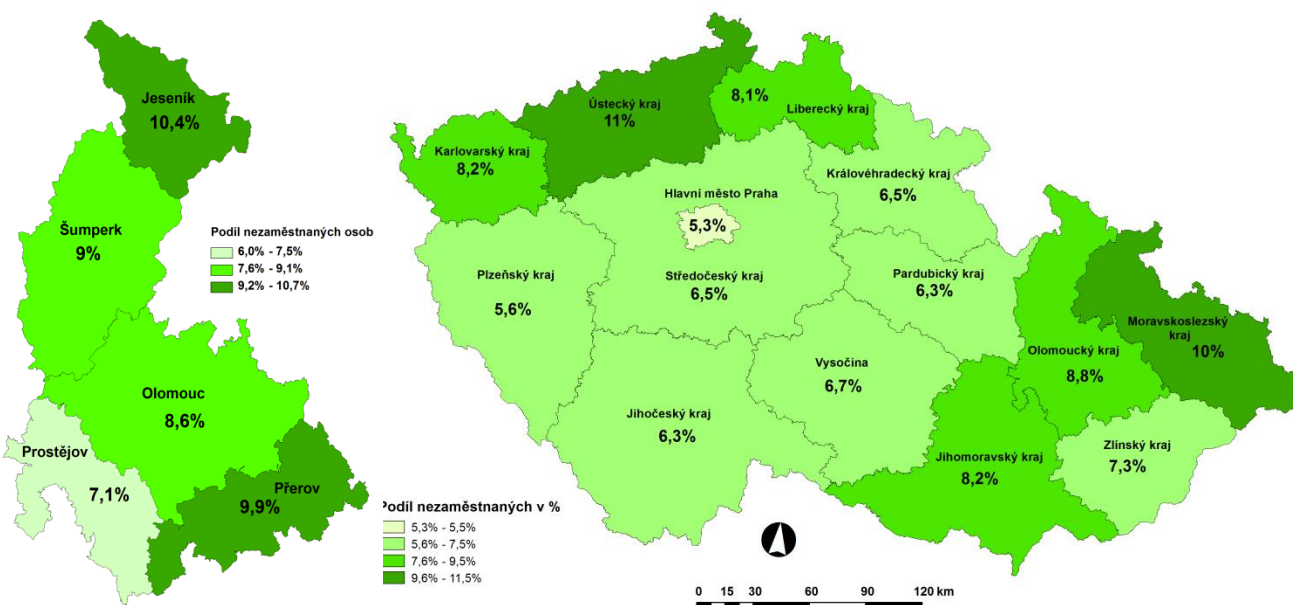 Jeseník
10,4%
Šumperk
9%
Podíl nezaměstnaných osob
6,0% - 7,5%
7,6% - 9,1%
9,2% - 10,7%
Olomouc
8,6%
Prostějov
7,1%
Přerov
9,9%
Ústecký kraj
11%
8,1%
Liberecký kraj
Karlovarský kraj
8,2%
Královéhradecký kraj
6,5%
Hlavní město Praha
5,3%
Plzeňský kraj
5,6%
Středočeský kraj
6,5%
Pardubický kraj
6,3%
Moravskoslezský
kraj
10%
Olomoucký kraj
8,8%
Vysočina
6,7%
Jihočeský kraj
6,3%
Jihomoravský kraj
8,2%
Zlínský kraj
7,3%
Podíl nezaměstnaných v %
5,3% - 5,5%
5,6% - 7,5%
7,6% - 9,5%
9,6% - 11,5%
0 15 30 60 90 120 km